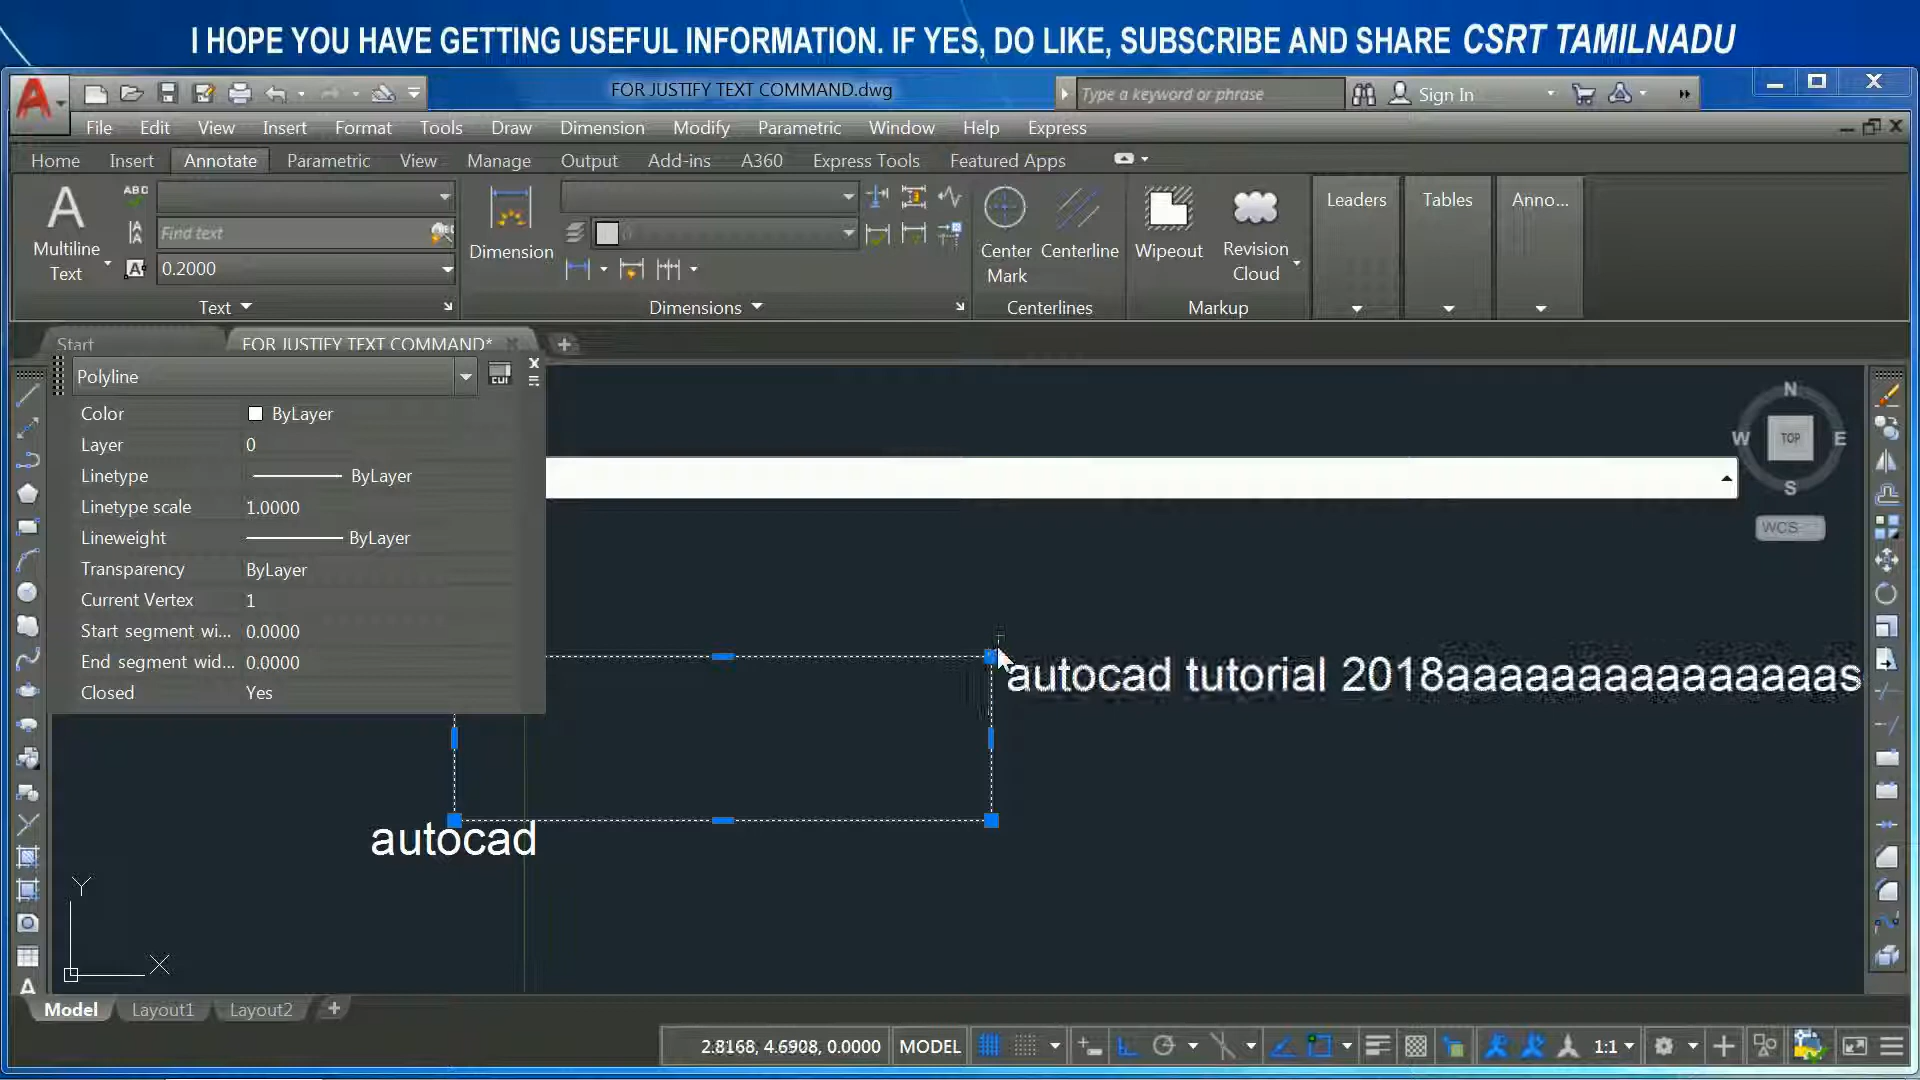 I HOPE YOU HAVE GETTING USEFUL INFORMATION. IF YES, DO LIKE, SUBSCRIBE AND SHARE CSRT TAMILNADU
FOR JUSTIFY TEXT COMMAND.dwg
Type a keyword or phrase
Sign In
File Edit View Insert Format Tools Draw Dimension Modify Parametric Window Help Express
Home Insert Annotate Parametric View Manage Output Add-ins A360 Express Tools Featured Apps
A
Multiline
Text
ABC
Find text
0.2000
Text
Dimension
0
Dimensions
Center
Mark
Centerline
Centerlines
Wipeout
Revision
Cloud
Markup
Leaders
Tables
Anno...
Start
FOR JUSTIFY TEXT COMMAND*
Polyline
CUI
Color ByLayer
Layer 0
Linetype ByLayer
Linetype scale 1.0000
Lineweight ByLayer
Transparency ByLayer
Current Vertex 1
Start segment wi... 0.0000
End segment wid... 0.0000
Closed Yes
N
W TOP E
S
WCS
autocad tutorial 2018aaaaaaaaaaaaaaas
autocad
Y
X
A
Model Layout1 Layout2
2.8168, 4.6908, 0.0000 MODEL 1:1